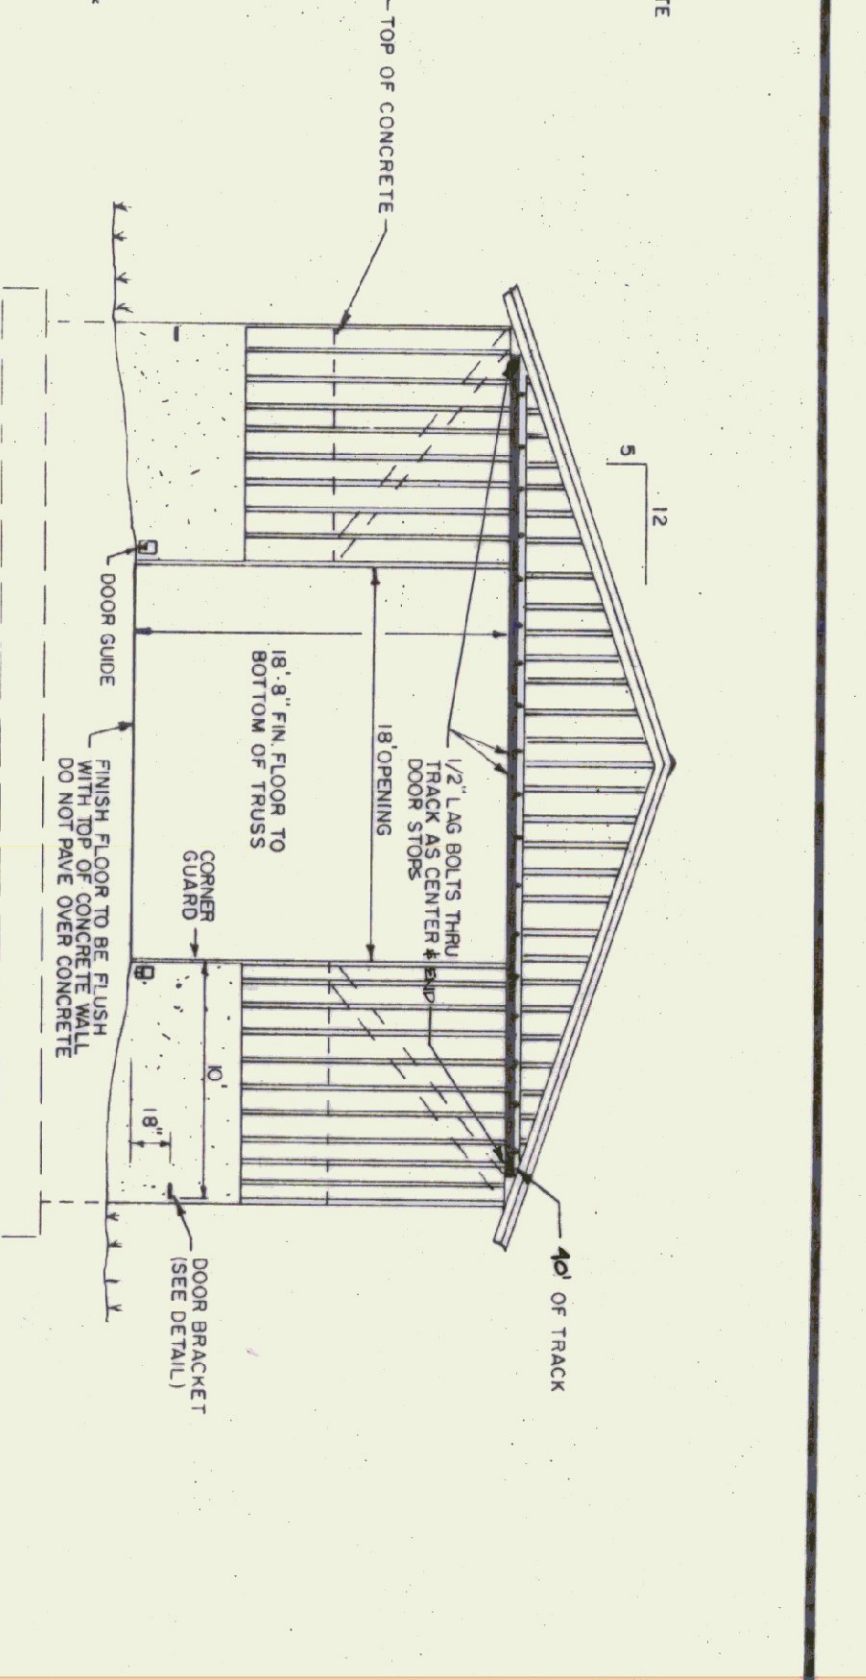 TE
TOP OF CONCRETE
12
5
40' OF TRACK
1/2" LAG BOLTS THRU
TRACK AS CENTER & END
DOOR STOPS
18' OPENING
18'-8" FIN. FLOOR TO
BOTTOM OF TRUSS
CORNER
GUARD
10'
18"
DOOR BRACKET
(SEE DETAIL)
DOOR GUIDE
FINISH FLOOR TO BE FLUSH
WITH TOP OF CONCRETE WALL
DO NOT PAVE OVER CONCRETE